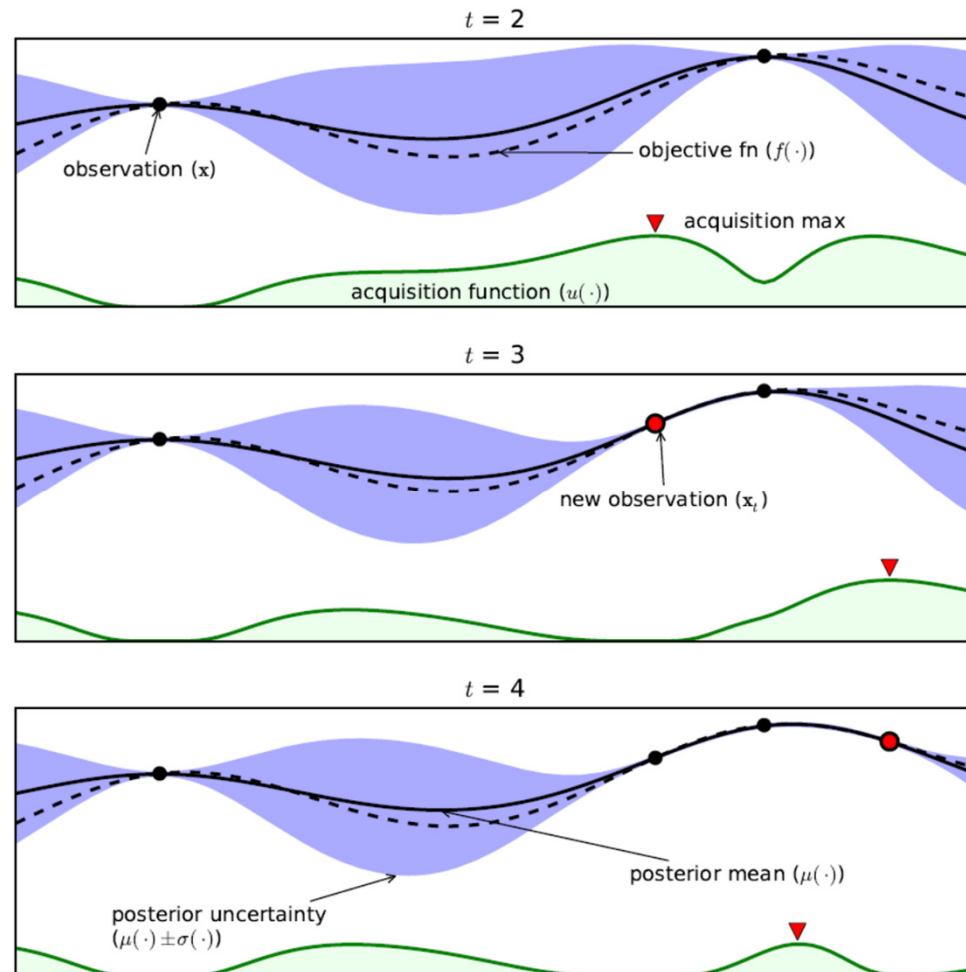 t = 2
observation (x)
objective fn (f(·))
acquisition max
acquisition function (u(·))
t = 3
new observation (xₜ)
t = 4
posterior mean (μ(·))
posterior uncertainty
(μ(·)±σ(·))